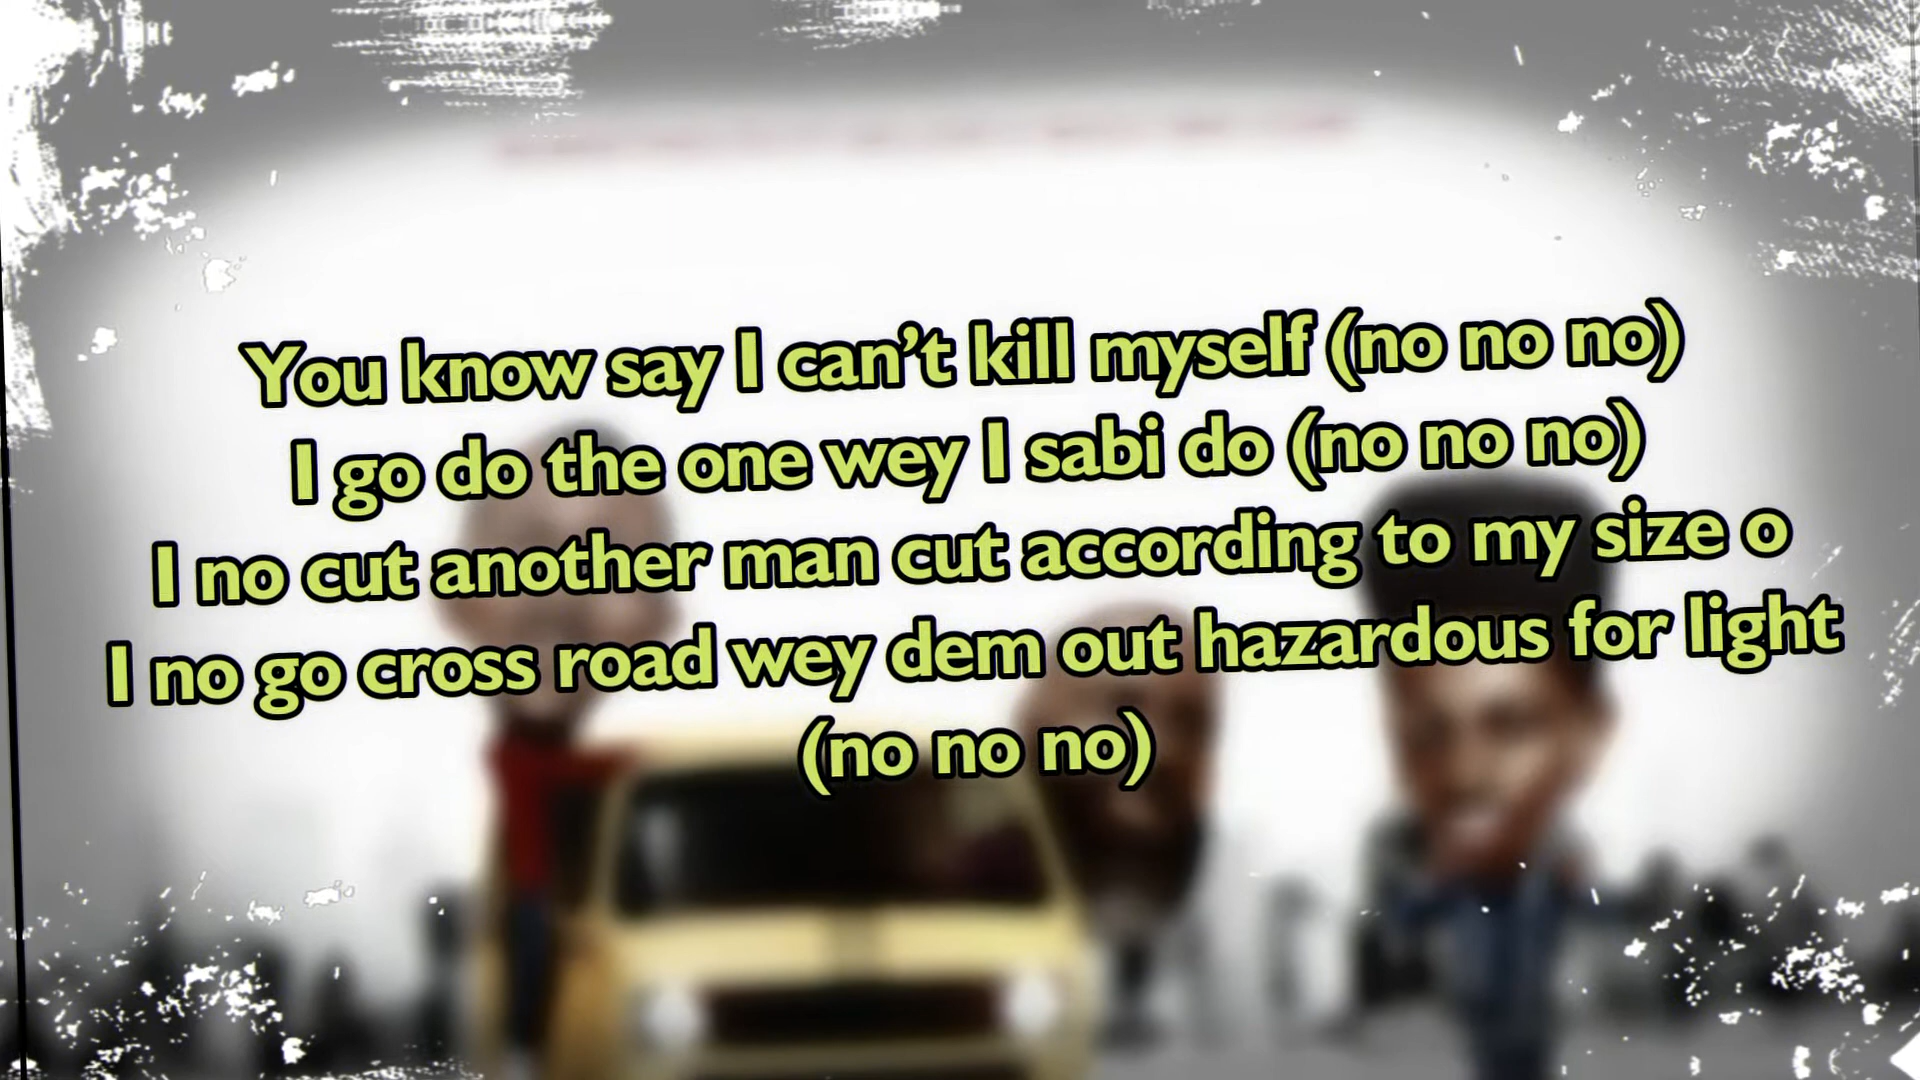 You know say I can’t kill myself (no no no)
I go do the one wey I sabi do (no no no)
I no cut another man cut according to my size o
I no go cross road wey dem out hazardous for light
(no no no)